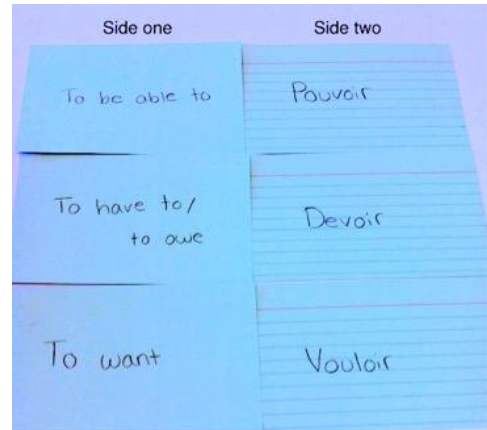 Side one
Side two
To be able to
Pouvoir
To have to/
to owe
Devoir
To want
Vouloir